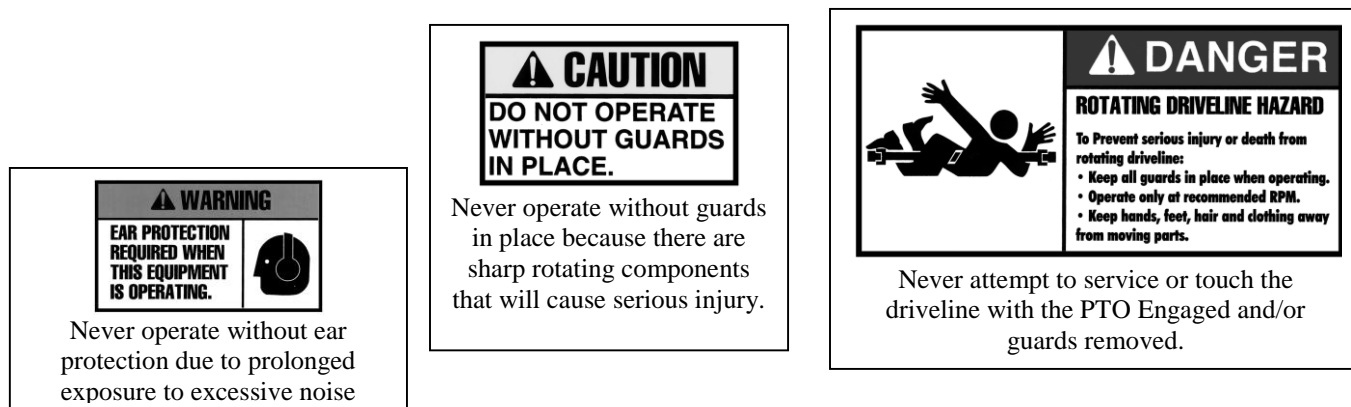 WARNING
EAR PROTECTION
REQUIRED WHEN
THIS EQUIPMENT
IS OPERATING.
Never operate without ear
protection due to prolonged
exposure to excessive noise
CAUTION
DO NOT OPERATE
WITHOUT GUARDS
IN PLACE.
Never operate without guards
in place because there are
sharp rotating components
that will cause serious injury.
DANGER
ROTATING DRIVELINE HAZARD
To Prevent serious injury or death from
rotating driveline:
• Keep all guards in place when operating.
• Operate only at recommended RPM.
• Keep hands, feet, hair and clothing away
from moving parts.
Never attempt to service or touch the
driveline with the PTO Engaged and/or
guards removed.